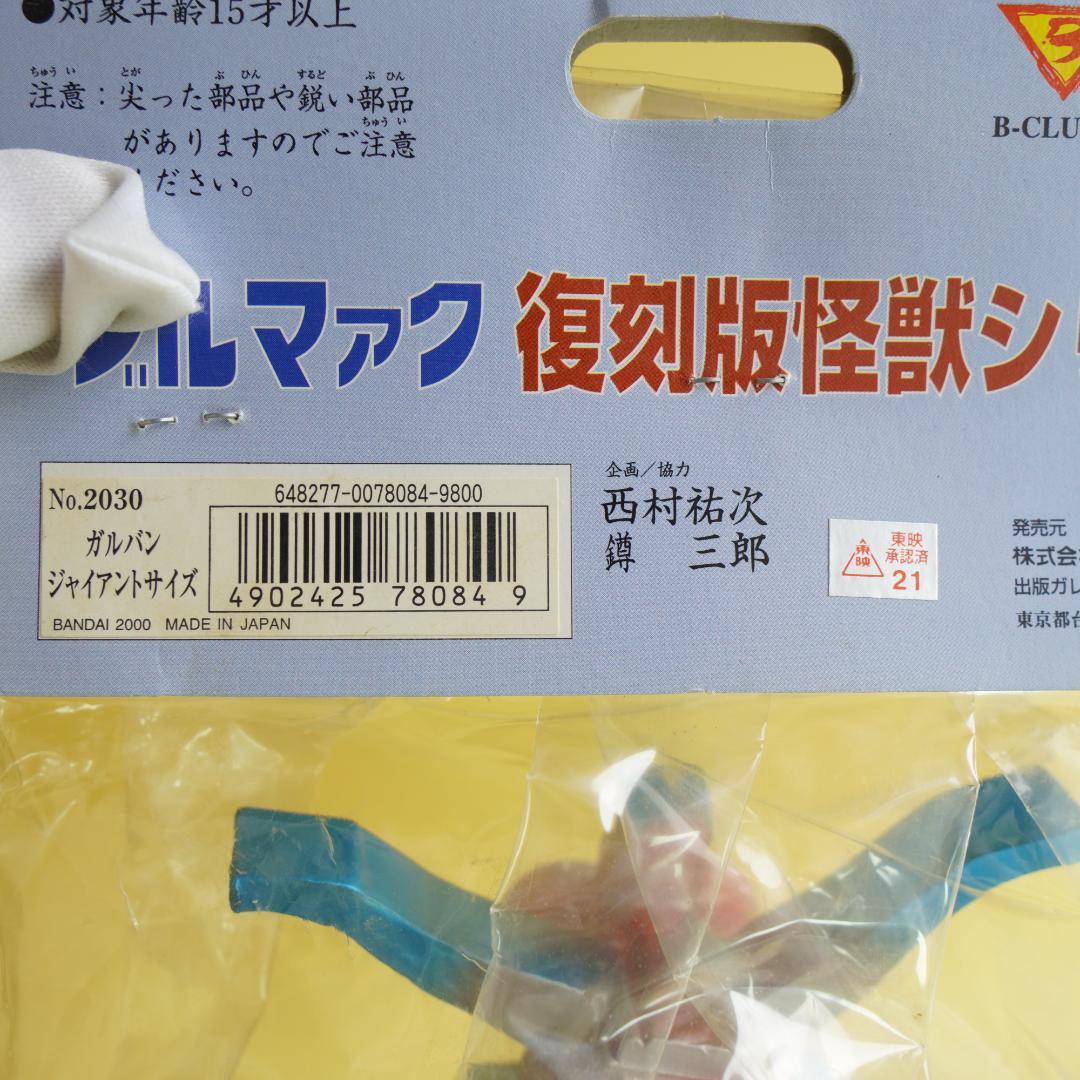 ●対象年齢15才以上
注意：尖った部品や鋭い部品
がありますのでご注意
ください。
B-CLU
ブルマァク 復刻版怪獣シリ
No.2030
ガルバン
ジャイアントサイズ
648277-0078084-9800
4902425 78084 9
BANDAI 2000 MADE IN JAPAN
企画／協力
西村祐次
鐏 三郎
東映
東映
承認済
21
発売元
株式会
出版ガレ
東京都台